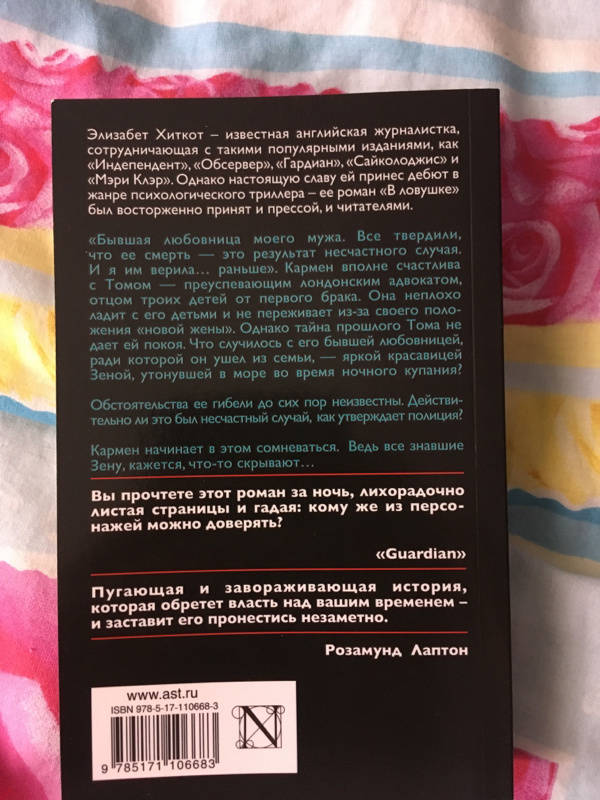 Элизабет Хиткот – известная английская журналистка,
сотрудничающая с такими популярными изданиями, как
«Индепендент», «Обсервер», «Гардиан», «Сайколоджис» и
«Мэри Клэр». Однако настоящую славу ей принес дебют в
жанре психологического триллера – ее роман «В ловушке»
был восторженно принят и прессой, и читателями.
«Бывшая любовница моего мужа. Все твердили,
что ее смерть — это результат несчастного случая.
И я им верила... раньше». Кармен вполне счастлива
с Томом — преуспевающим лондонским адвокатом,
отцом троих детей от первого брака. Она неплохо
ладит с его детьми и не переживает из-за своего поло-
жения «новой жены». Однако тайна прошлого Тома не
дает ей покоя. Что случилось с его бывшей любовницей,
ради которой он ушел из семьи, — яркой красавицей
Зеной, утонувшей в море во время ночного купания?
Обстоятельства ее гибели до сих пор неизвестны. Действи-
тельно ли это был несчастный случай, как утверждает полиция?
Кармен начинает в этом сомневаться. Ведь все знавшие
Зену, кажется, что-то скрывают...
Вы прочтете этот роман за ночь, лихорадочно
листая страницы и гадая: кому же из персо-
нажей можно доверять?
«Guardian»
Пугающая и завораживающая история,
которая обретет власть над вашим временем –
и заставит его пронестись незаметно.
Розамунд Лаптон
www.ast.ru
ISBN 978-5-17-110668-3
9 785171 106683
N